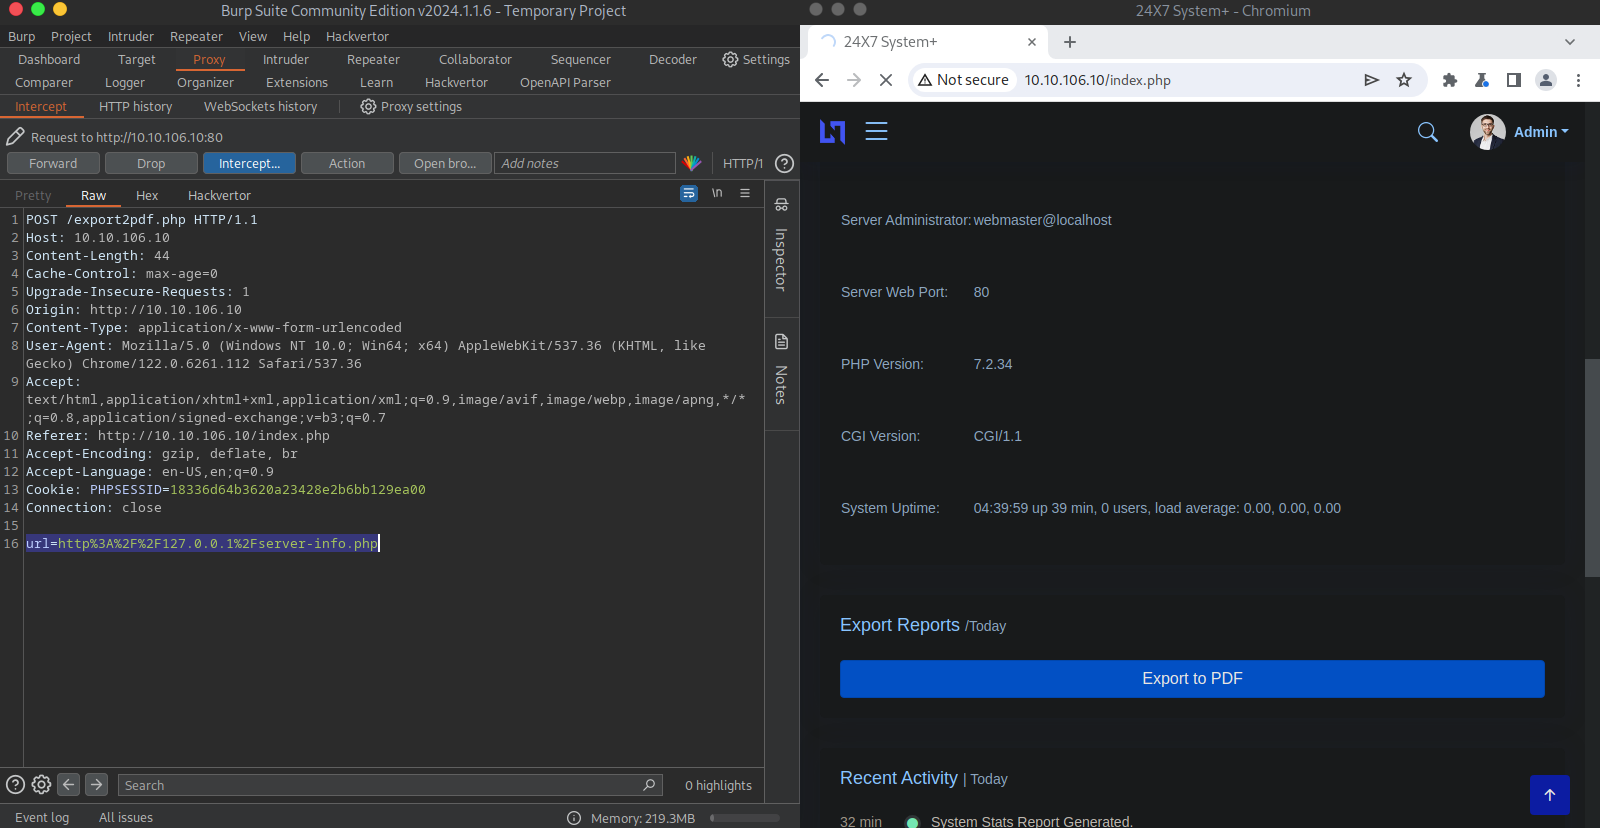 Burp Suite Community Edition v2024.1.1.6 - Temporary Project
Burp Project Intruder Repeater View Help Hackvertor
Dashboard Target Proxy Intruder Repeater Collaborator Sequencer Decoder Settings
Comparer Logger Organizer Extensions Learn Hackvertor OpenAPI Parser
Intercept HTTP history WebSockets history Proxy settings
Request to http://10.10.106.10:80
Forward Drop Intercept... Action Open bro... Add notes HTTP/1 ?
Pretty Raw Hex Hackvertor \n
1 POST /export2pdf.php HTTP/1.1
2 Host: 10.10.106.10
3 Content-Length: 44
4 Cache-Control: max-age=0
5 Upgrade-Insecure-Requests: 1
6 Origin: http://10.10.106.10
7 Content-Type: application/x-www-form-urlencoded
8 User-Agent: Mozilla/5.0 (Windows NT 10.0; Win64; x64) AppleWebKit/537.36 (KHTML, like
Gecko) Chrome/122.0.6261.112 Safari/537.36
9 Accept:
text/html,application/xhtml+xml,application/xml;q=0.9,image/avif,image/webp,image/apng,*/*
;q=0.8,application/signed-exchange;v=b3;q=0.7
10 Referer: http://10.10.106.10/index.php
11 Accept-Encoding: gzip, deflate, br
12 Accept-Language: en-US,en;q=0.9
13 Cookie: PHPSESSID=18336d64b3620a23428e2b6bb129ea00
14 Connection: close
15
16 url=http%3A%2F%2F127.0.0.1%2Fserver-info.php
Inspector
Notes
? Search 0 highlights
Event log All issues Memory: 219.3MB
24X7 System+ - Chromium
24X7 System+
Not secure 10.10.106.10/index.php
Admin
Server Administrator: webmaster@localhost
Server Web Port: 80
PHP Version: 7.2.34
CGI Version: CGI/1.1
System Uptime: 04:39:59 up 39 min, 0 users, load average: 0.00, 0.00, 0.00
Export Reports /Today
Export to PDF
Recent Activity | Today
32 min System Stats Report Generated.